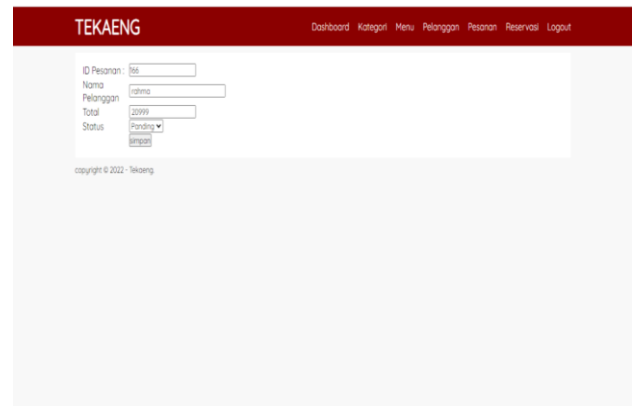 TEKAENG
Dashboard Kategori Menu Pelanggan Pesanan Reservasi Logout
ID Pesanan : 166
Nama Pelanggan rahma
Total 20999
Status Panding
simpan
copyright © 2022 - Tekaeng.